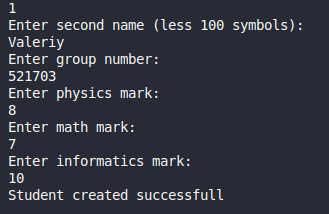 1
Enter second name (less 100 symbols):
Valeriy
Enter group number:
521703
Enter physics mark:
8
Enter math mark:
7
Enter informatics mark:
10
Student created successfull